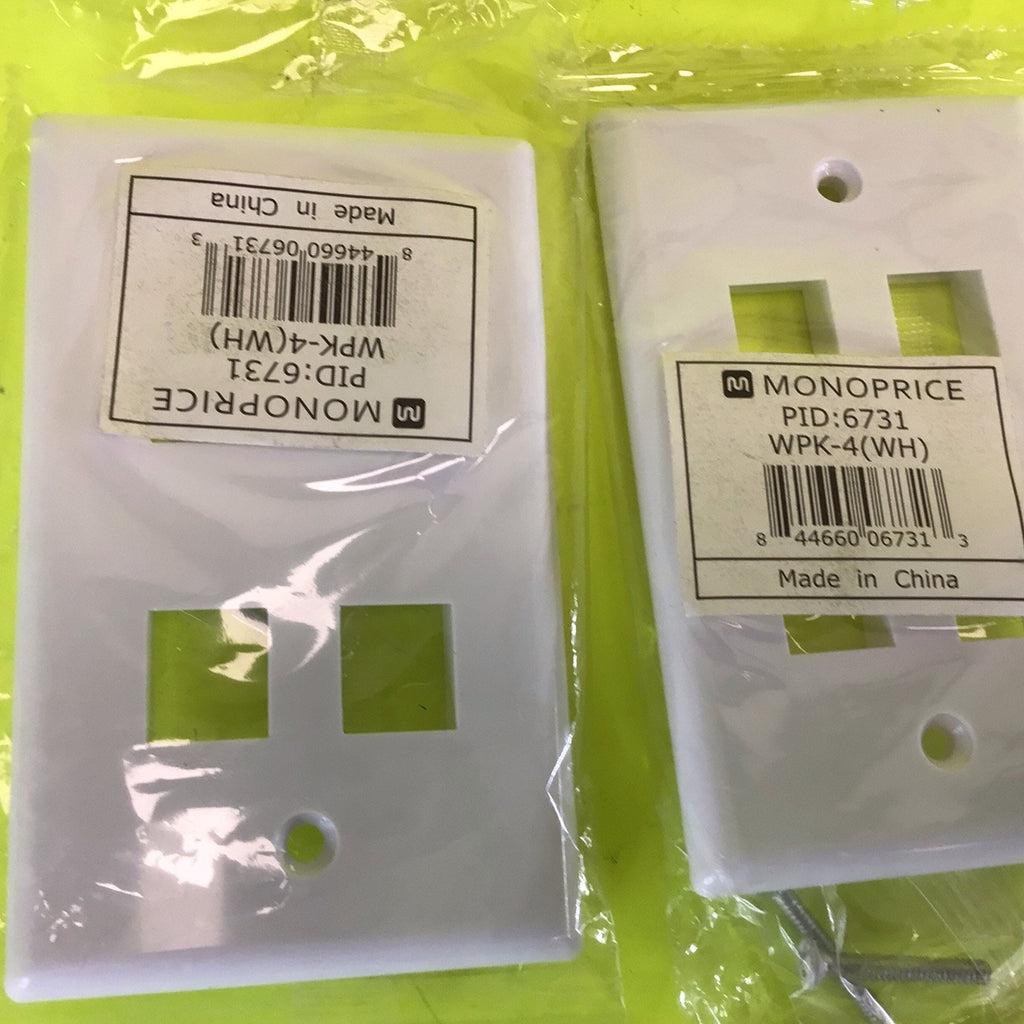 MONOPRICE
PID:6731
WPK-4(WH)
8 44660 06731 3
Made in China
MONOPRICE
PID:6731
WPK-4(WH)
8 44660 06731 3
Made in China